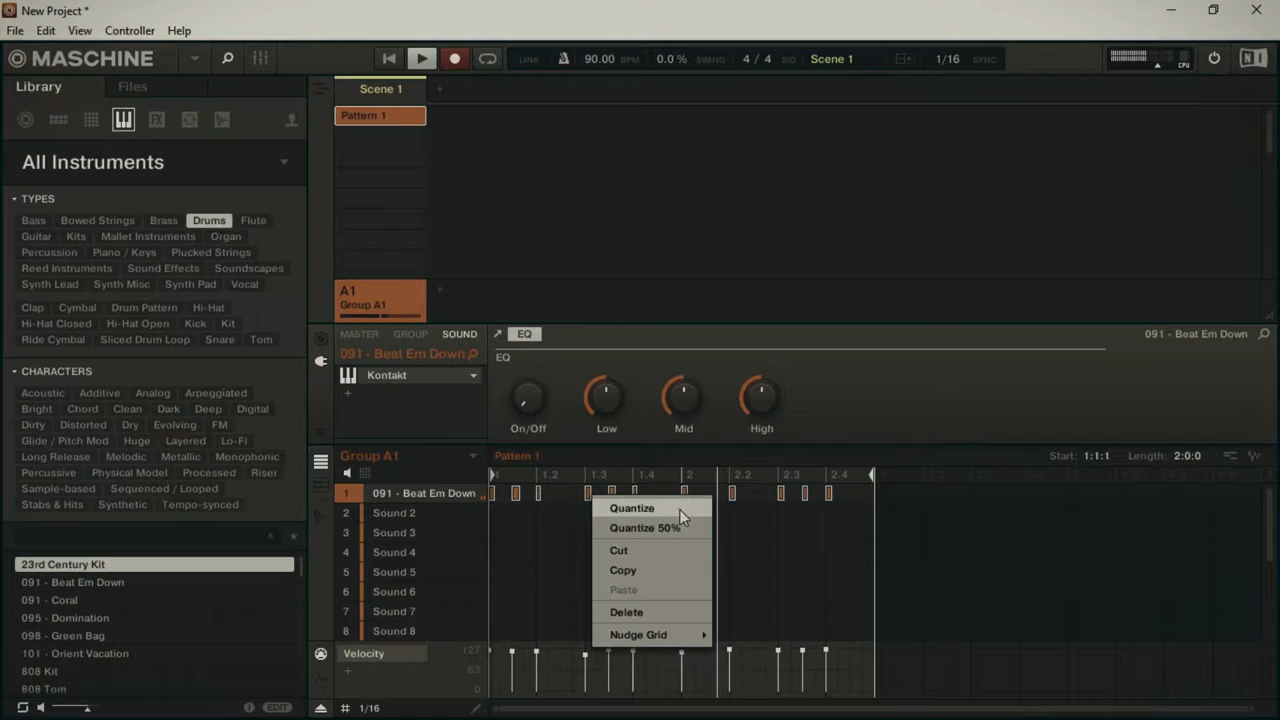 New Project *
File Edit View Controller Help
MASCHINE
LINK 90.00 BPM 0.0 % SWING 4 / 4 SIG Scene 1 1/16 SYNC CPU
Library Files
Scene 1 +
Pattern 1
All Instruments
TYPES
Bass Bowed Strings Brass Drums Flute
Guitar Kits Mallet Instruments Organ
Percussion Piano / Keys Plucked Strings
Reed Instruments Sound Effects Soundscapes
Synth Lead Synth Misc Synth Pad Vocal
Clap Cymbal Drum Pattern Hi-Hat
Hi-Hat Closed Hi-Hat Open Kick Kit
Ride Cymbal Sliced Drum Loop Snare Tom
A1 +
Group A1
CHARACTERS
Acoustic Additive Analog Arpeggiated
Bright Chord Clean Dark Deep Digital
Dirty Distorted Dry Evolving FM
Glide / Pitch Mod Huge Layered Lo-Fi
Long Release Melodic Metallic Monophonic
Percussive Physical Model Processed Riser
Sample-based Sequenced / Looped
Stabs & Hits Synthetic Tempo-synced
MASTER GROUP SOUND EQ 091 - Beat Em Down
091 - Beat Em Down EQ
Kontakt
+
On/Off Low Mid High
Group A1 Pattern 1 Start: 1:1:1 Length: 2:0:0
1 1.2 1.3 1.4 2 2.2 2.3 2.4
1 091 - Beat Em Down
2 Sound 2
3 Sound 3
4 Sound 4
5 Sound 5
6 Sound 6
7 Sound 7
8 Sound 8
Quantize
Quantize 50%
Cut
Copy
Paste
Delete
Nudge Grid
Velocity 127
+ 63
0
23rd Century Kit
091 - Beat Em Down
091 - Coral
095 - Domination
098 - Green Bag
101 - Orient Vacation
808 Kit
808 Tom
EDIT
1/16